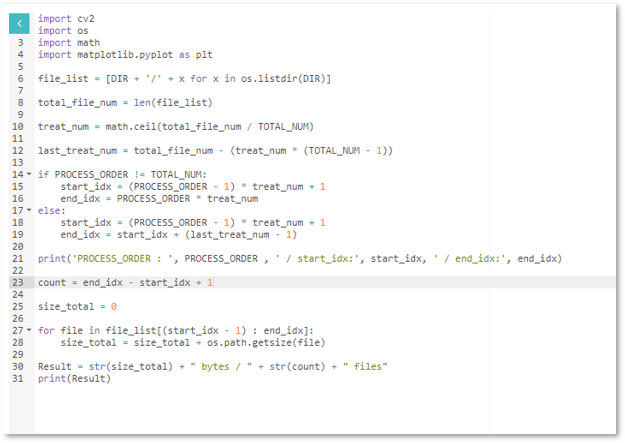 import cv2
import os
3 import math
4 import matplotlib.pyplot as plt
5
6 file_list = [DIR + '/' + x for x in os.listdir(DIR)]
7
8 total_file_num = len(file_list)
9
10 treat_num = math.ceil(total_file_num / TOTAL_NUM)
11
12 last_treat_num = total_file_num - (treat_num * (TOTAL_NUM - 1))
13
14 if PROCESS_ORDER != TOTAL_NUM:
15     start_idx = (PROCESS_ORDER - 1) * treat_num + 1
16     end_idx = PROCESS_ORDER * treat_num
17 else:
18     start_idx = (PROCESS_ORDER - 1) * treat_num + 1
19     end_idx = start_idx + (last_treat_num - 1)
20
21 print('PROCESS_ORDER : ', PROCESS_ORDER , ' / start_idx:', start_idx, ' / end_idx:', end_idx)
22
23 count = end_idx - start_idx + 1
24
25 size_total = 0
26
27 for file in file_list[(start_idx - 1) : end_idx]:
28     size_total = size_total + os.path.getsize(file)
29
30 Result = str(size_total) + " bytes / " + str(count) + " files"
31 print(Result)